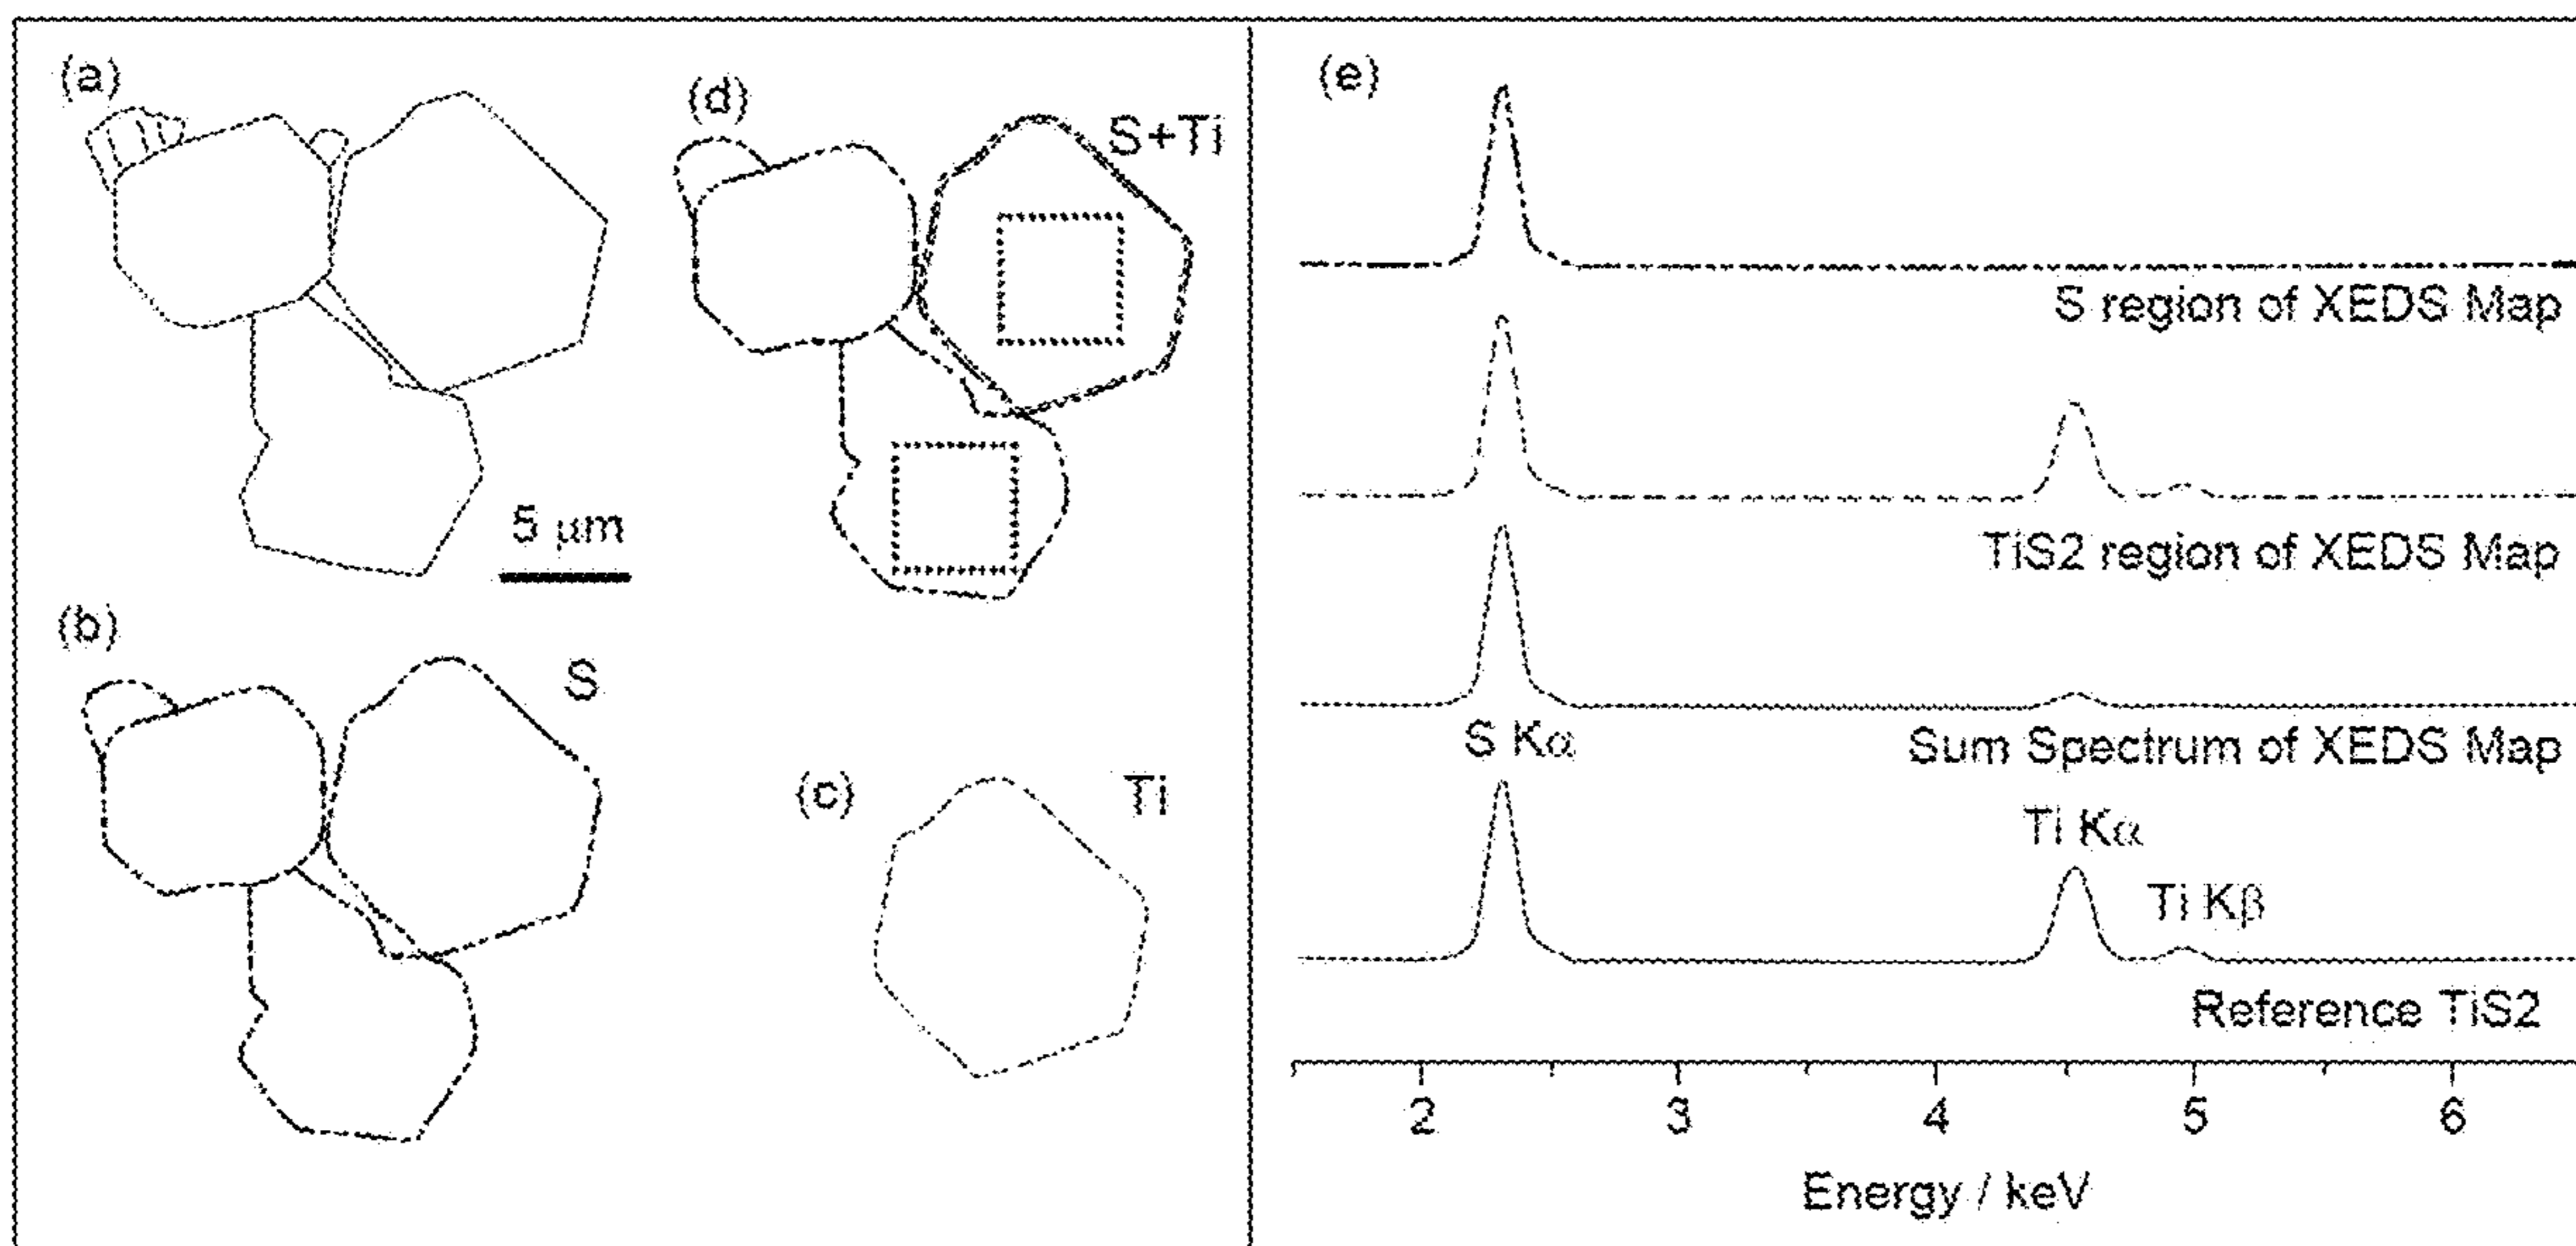 (a)
5 μm
(b)
S
(c)
Ti
(d)
S+Ti
(e)
S region of XEDS Map
TiS2 region of XEDS Map
Sum Spectrum of XEDS Map
S Kα
Ti Kα
Ti Kβ
Reference TiS2
2 3 4 5 6
Energy / keV